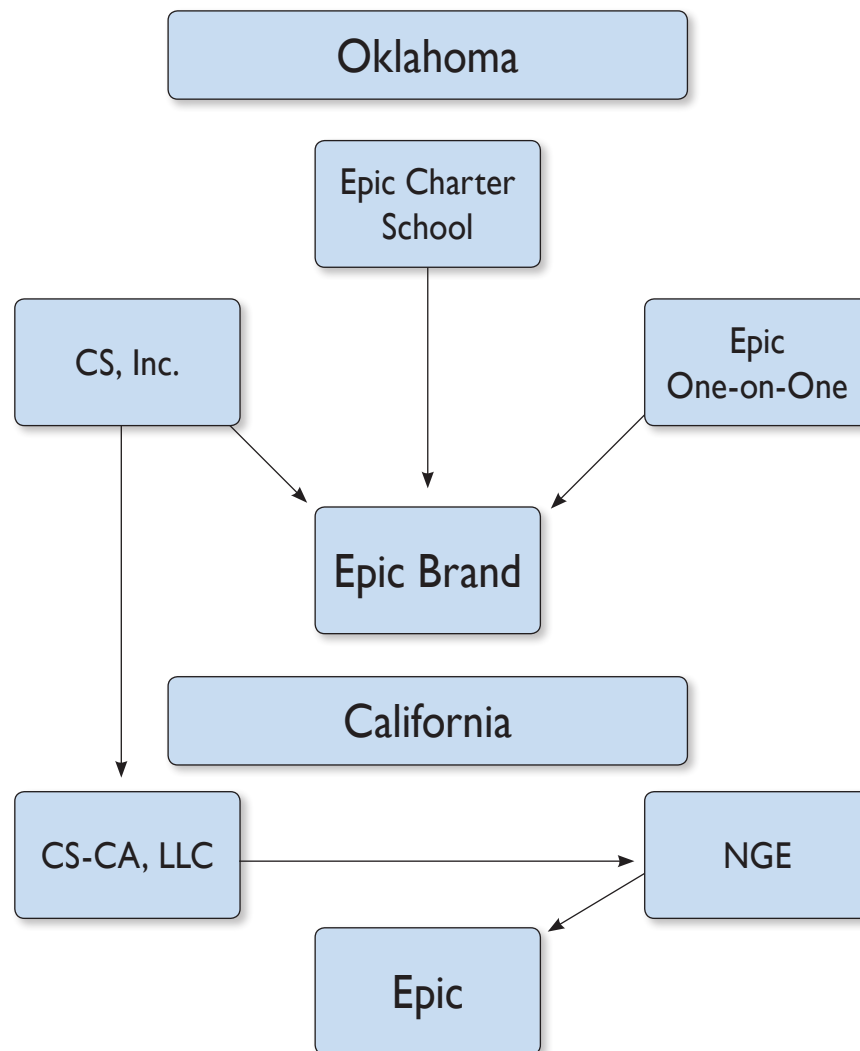 Oklahoma
Epic Charter
School
CS, Inc.
Epic
One-on-One
Epic Brand
California
CS-CA, LLC
NGE
Epic